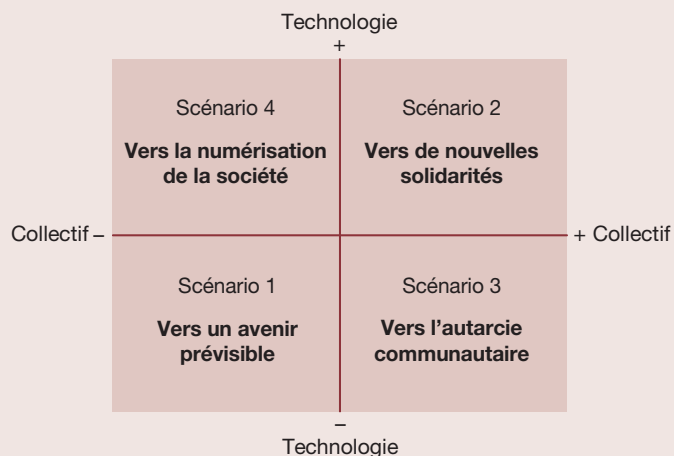 Technologie
+
Scénario 4
Vers la numérisation
de la société
Scénario 2
Vers de nouvelles
solidarités
Collectif –
+ Collectif
Scénario 1
Vers un avenir
prévisible
Scénario 3
Vers l’autarcie
communautaire
–
Technologie